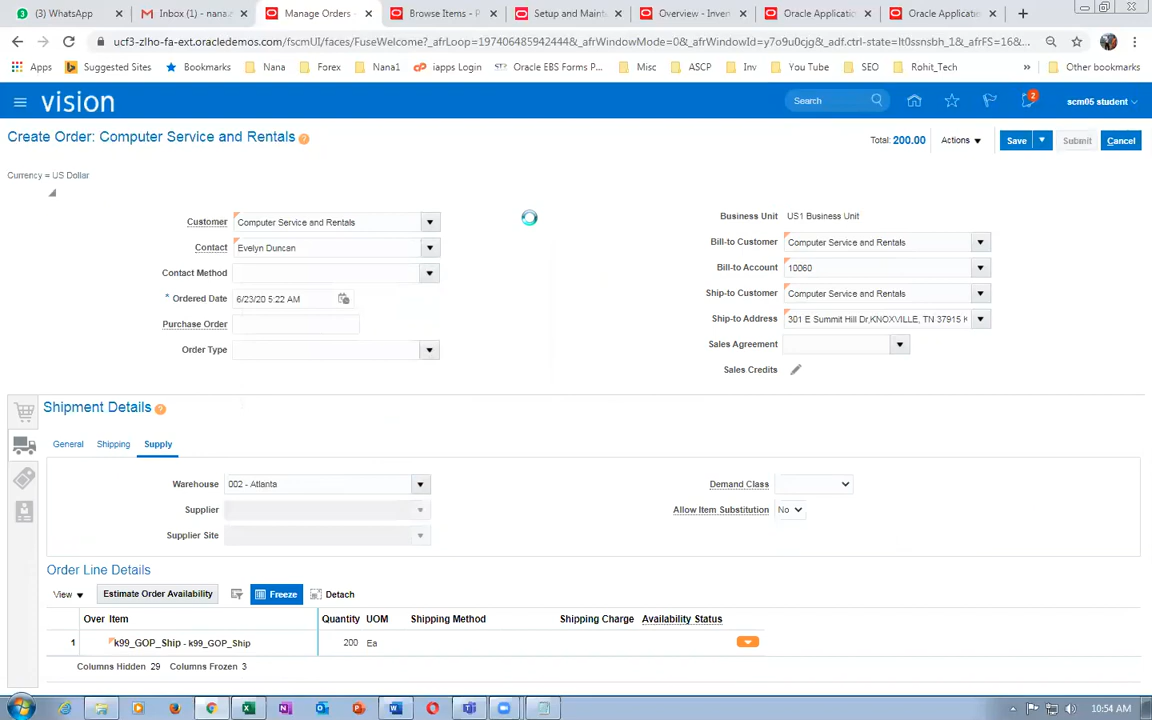 (3) WhatsApp
Inbox (1) - nana.
Manage Orders -
Browse Items - P
Setup and Maint
Overview - Inven
Oracle Applicatio
Oracle Applicatio
ucf3-zlho-fa-ext.oracledemos.com/fscmUI/faces/FuseWelcome?_afrLoop=1974064859424448_afrWindowMode=0&_afrWindowId=y7o9u0cjg&_adf.ctrl-state=lt0ssnsbh_1&_afrFS=16&...
Apps
Suggested Sites
Bookmarks
Nana
Forex
Nana1
iapps Login
Oracle EBS Forms P...
Misc
ASCP
Inv
You Tube
SEO
Rohit_Tech
»
Other bookmarks
vision
Search
2
scm05 student
Create Order: Computer Service and Rentals
Total: 200.00
Actions
Save
Submit
Cancel
Currency = US Dollar
Customer Computer Service and Rentals
Business Unit US1 Business Unit
Contact Evelyn Duncan
Bill-to Customer Computer Service and Rentals
Contact Method
Bill-to Account 10060
* Ordered Date 6/23/20 5:22 AM
Ship-to Customer Computer Service and Rentals
Purchase Order
Ship-to Address 301 E Summit Hill Dr,KNOXVILLE, TN 37915 K
Order Type
Sales Agreement
Sales Credits
Shipment Details
General Shipping Supply
Warehouse 002 - Atlanta
Demand Class
Supplier
Allow Item Substitution No
Supplier Site
Order Line Details
View Estimate Order Availability Freeze Detach
Over Item Quantity UOM Shipping Method Shipping Charge Availability Status
1 k99_GOP_Ship - k99_GOP_Ship 200 Ea
Columns Hidden 29 Columns Frozen 3
10:54 AM